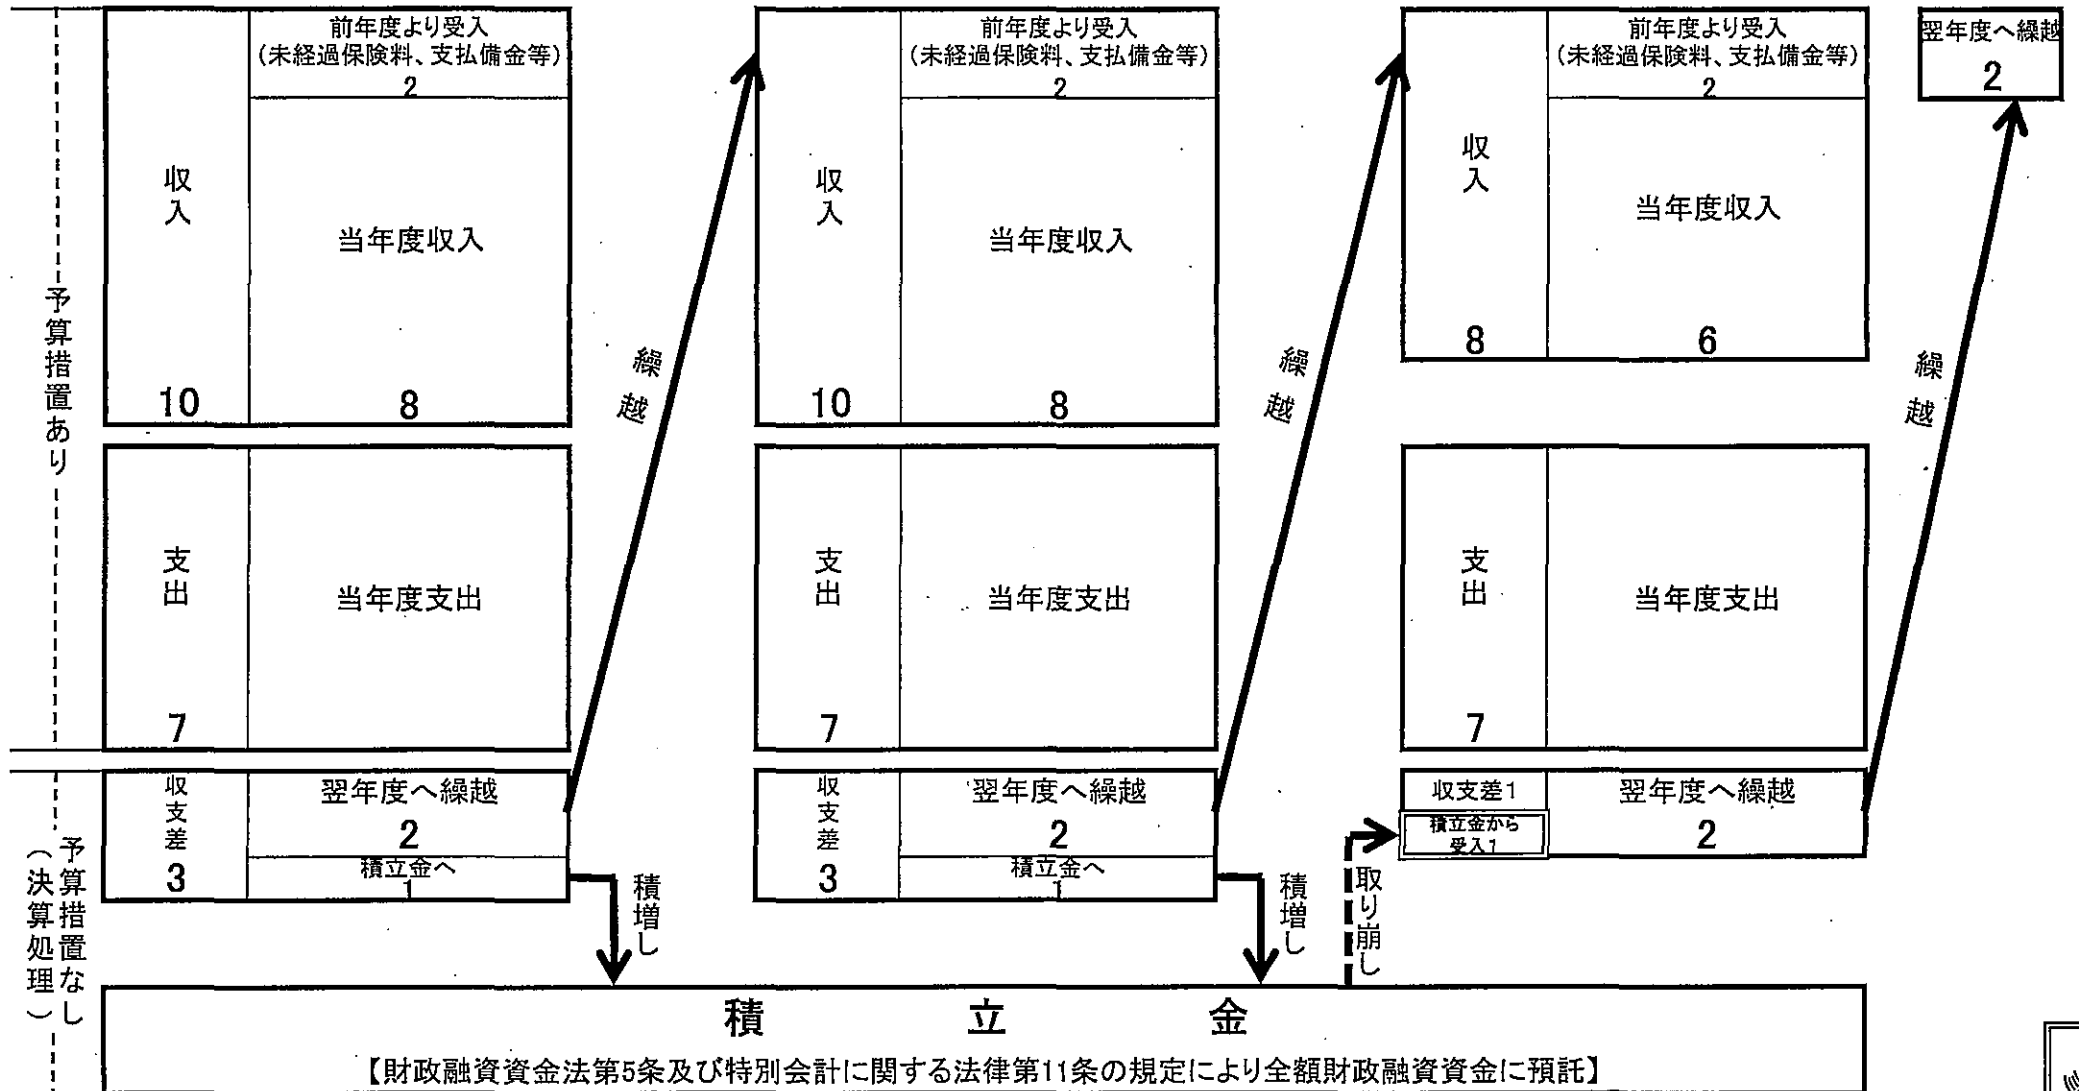 予算措置あり
前年度より受入
(未経過保険料、支払備金等)
2
収入
10
当年度収入
8
支出
7
当年度支出
収支差
3
翌年度へ繰越
2
積立金へ
1
繰越
積増し
前年度より受入
(未経過保険料、支払備金等)
2
収入
10
当年度収入
8
支出
7
当年度支出
収支差
3
翌年度へ繰越
2
積立金へ
1
繰越
積増し
前年度より受入
(未経過保険料、支払備金等)
2
収入
8
当年度収入
6
支出
7
当年度支出
収支差1
積立金から
受入1
翌年度へ繰越
2
取り崩し
繰越
翌年度へ繰越
2
予算措置なし
(決算処理)
積立金
【財政融資資金法第5条及び特別会計に関する法律第11条の規定により全額財政融資資金に預託】